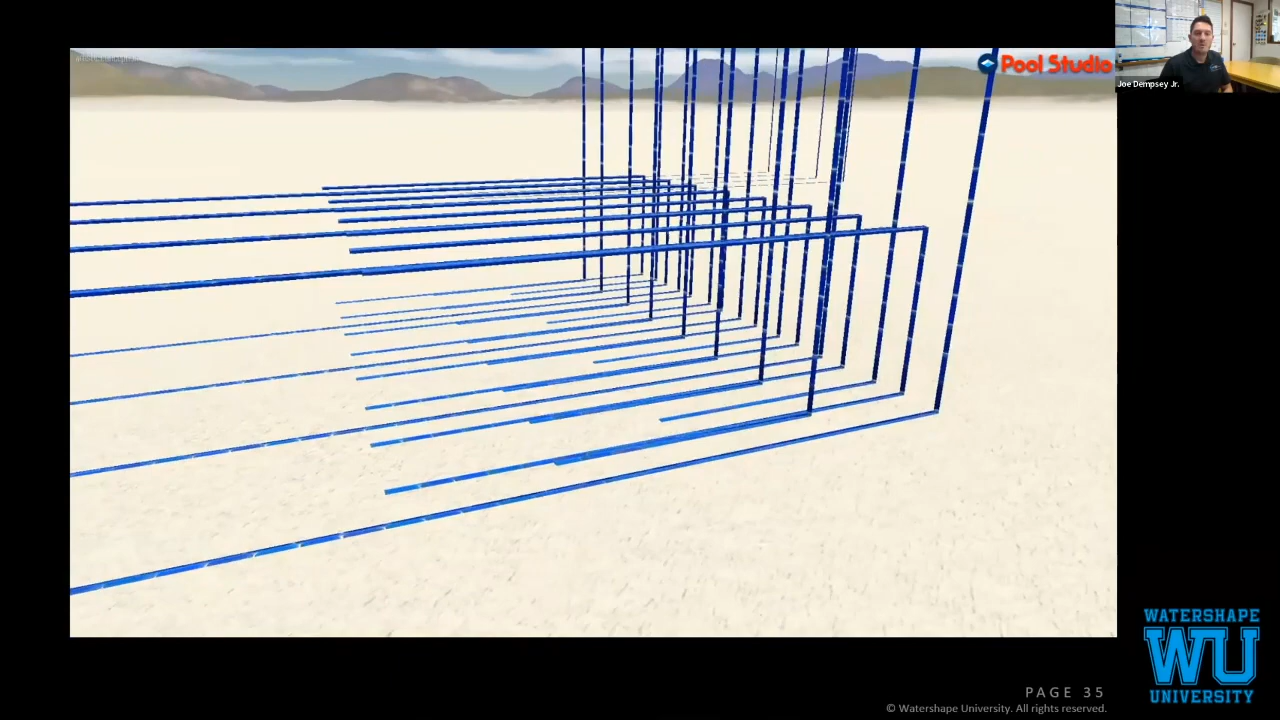 Pool Studio
Joe Dempsey Jr.
WATERSHAPE
WU
UNIVERSITY
PAGE 35
© Watershape University. All rights reserved.